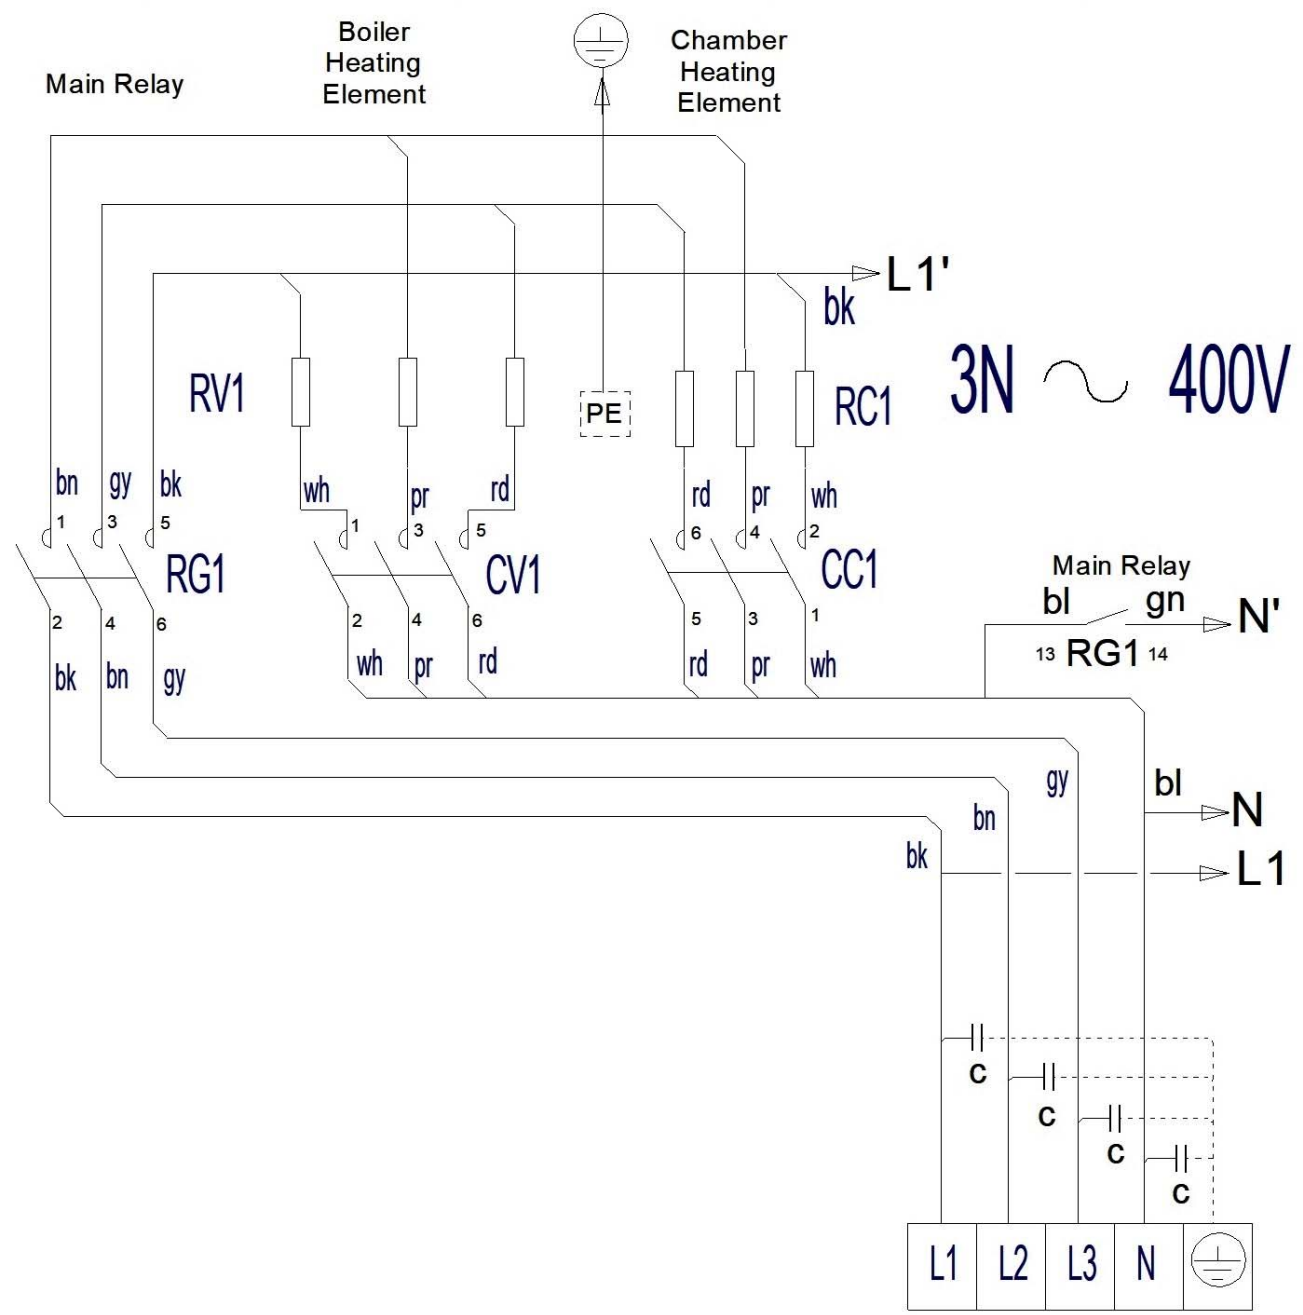 Main Relay
Boiler
Heating
Element
Chamber
Heating
Element
L1'
bk
3N 400V
RV1
PE
RC1
bn gy bk
wh pr rd
rd pr wh
1 3 5
1 3 5
6 4 2
RG1
CV1
CC1
2 4 6
2 4 6
5 3 1
bk bn gy
wh pr rd
rd pr wh
Main Relay
bl gn
N'
13 RG1 14
gy
bl
N
bn
bk
L1
C
C
C
C
L1 L2 L3 N